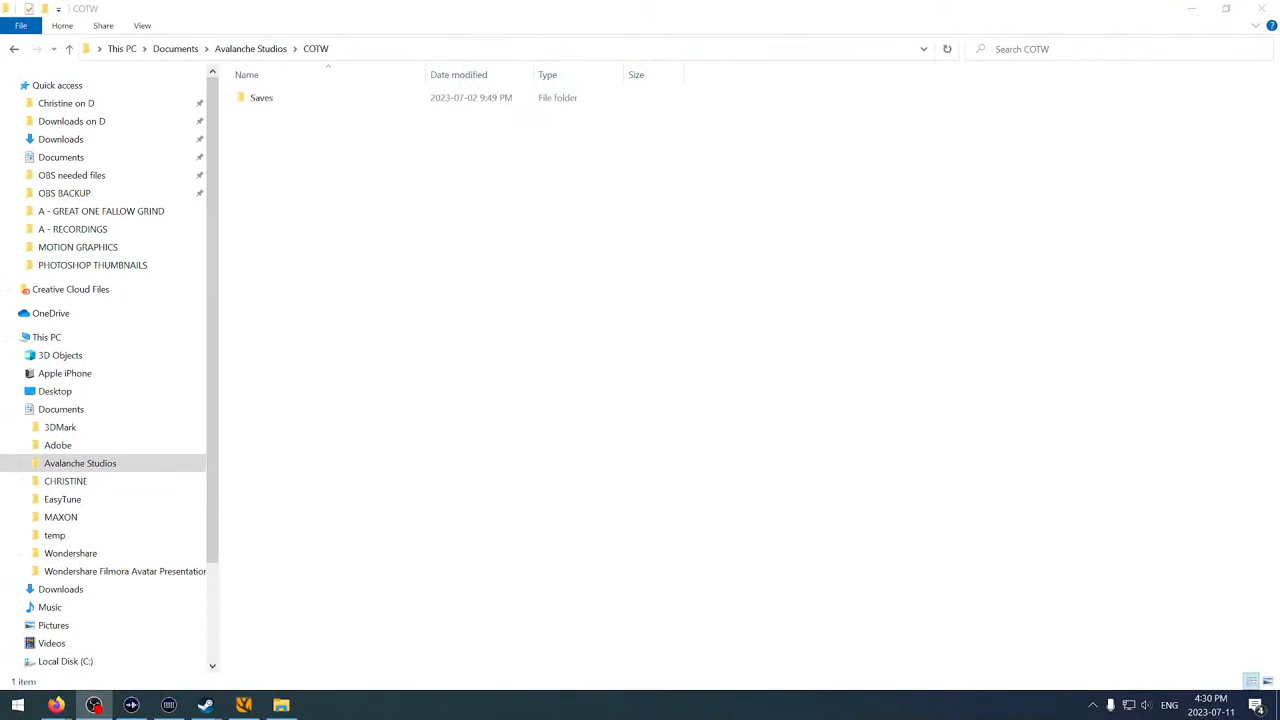 COTW
File Home Share View
This PC Documents Avalanche Studios COTW
Search COTW
Name Date modified Type Size
Saves 2023-07-02 9:49 PM File folder
Quick access
Christine on D
Downloads on D
Downloads
Documents
OBS needed files
OBS BACKUP
A - GREAT ONE FALLOW GRIND
A - RECORDINGS
MOTION GRAPHICS
PHOTOSHOP THUMBNAILS
Creative Cloud Files
OneDrive
This PC
3D Objects
Apple iPhone
Desktop
Documents
3DMark
Adobe
Avalanche Studios
CHRISTINE
EasyTune
MAXON
temp
Wondershare
Wondershare Filmora Avatar Presentation
Downloads
Music
Pictures
Videos
Local Disk (C:)
1 item
ENG
4:30 PM
2023-07-11
4